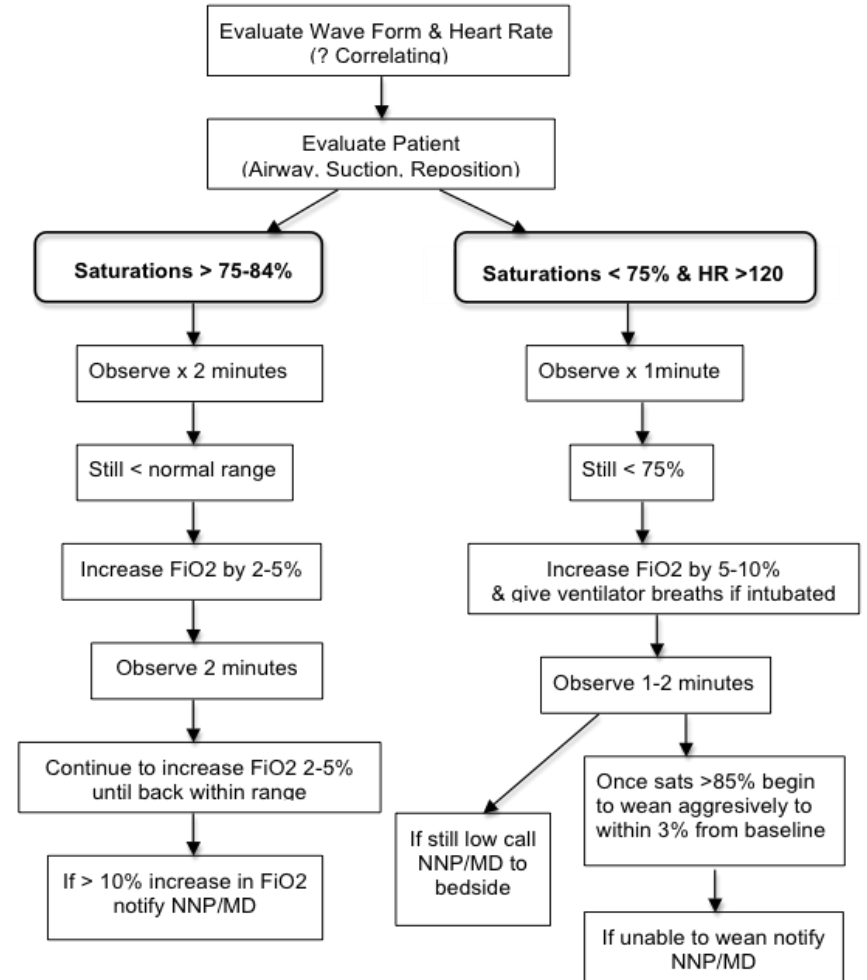 Evaluate Wave Form & Heart Rate
(? Correlating)
Evaluate Patient
(Airway, Suction, Reposition)
Saturations > 75-84%
Observe x 2 minutes
Still < normal range
Increase FiO2 by 2-5%
Observe 2 minutes
Continue to increase FiO2 2-5%
until back within range
If > 10% increase in FiO2
notify NNP/MD
Saturations < 75% & HR >120
Observe x 1minute
Still < 75%
Increase FiO2 by 5-10%
& give ventilator breaths if intubated
Observe 1-2 minutes
If still low call
NNP/MD to
bedside
Once sats >85% begin
to wean aggresively to
within 3% from baseline
If unable to wean notify
NNP/MD